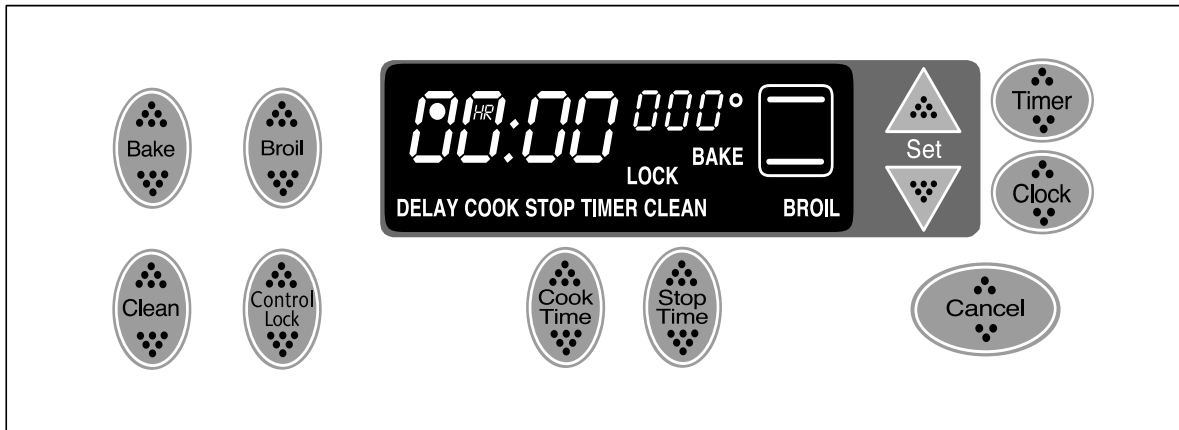 Bake
Broil
Clean
Control
Lock
00:00
HR
000°
BAKE
LOCK
DELAY COOK STOP TIMER CLEAN
BROIL
Set
Timer
Clock
Cook
Time
Stop
Time
Cancel